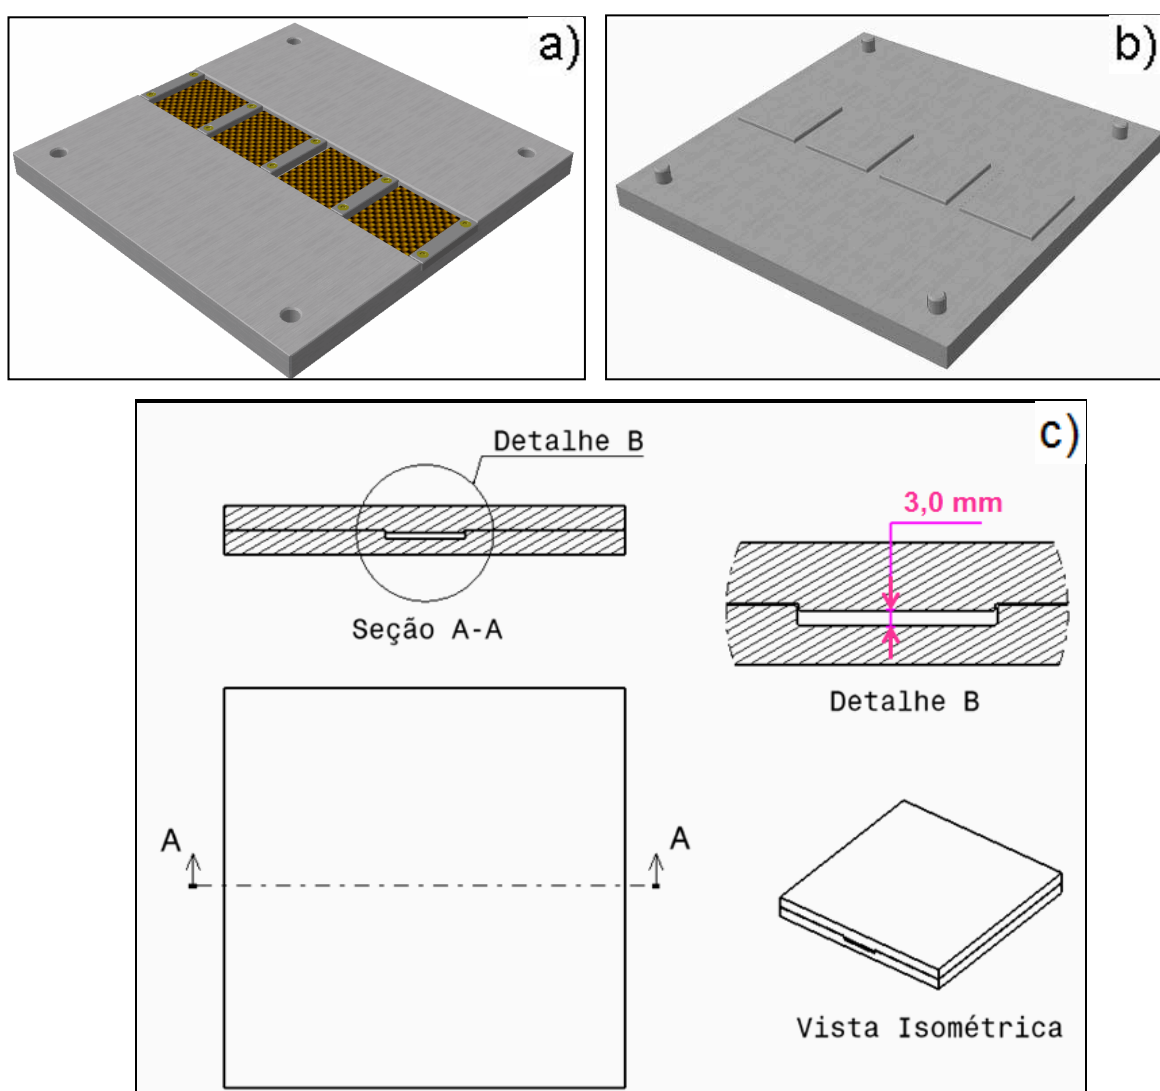 a)
b)
c)
Detalhe B
3,0 mm
Seção A-A
Detalhe B
A
A
Vista Isométrica